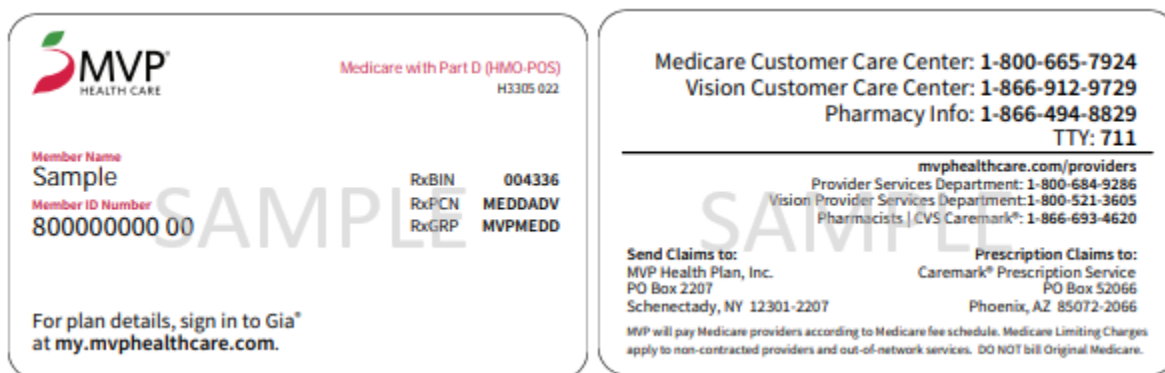 MVP®
HEALTH CARE
Medicare with Part D (HMO-POS)
H3305 022
Member Name
Sample
Member ID Number
800000000 00
RxBIN 004336
RxPCN MEDDADV
RxGRP MVPMEDD
SAMPLE
For plan details, sign in to Gia®
at my.mvphealthcare.com.
Medicare Customer Care Center: 1-800-665-7924
Vision Customer Care Center: 1-866-912-9729
Pharmacy Info: 1-866-494-8829
TTY: 711
mvphealthcare.com/providers
Provider Services Department: 1-800-684-9286
Vision Provider Services Department:1-800-521-3605
Pharmacists | CVS Caremark®: 1-866-693-4620
SAMPLE
Send Claims to:
MVP Health Plan, Inc.
PO Box 2207
Schenectady, NY 12301-2207
Prescription Claims to:
Caremark® Prescription Service
PO Box 52066
Phoenix, AZ 85072-2066
MVP will pay Medicare providers according to Medicare fee schedule. Medicare Limiting Charges
apply to non-contracted providers and out-of-network services. DO NOT bill Original Medicare.